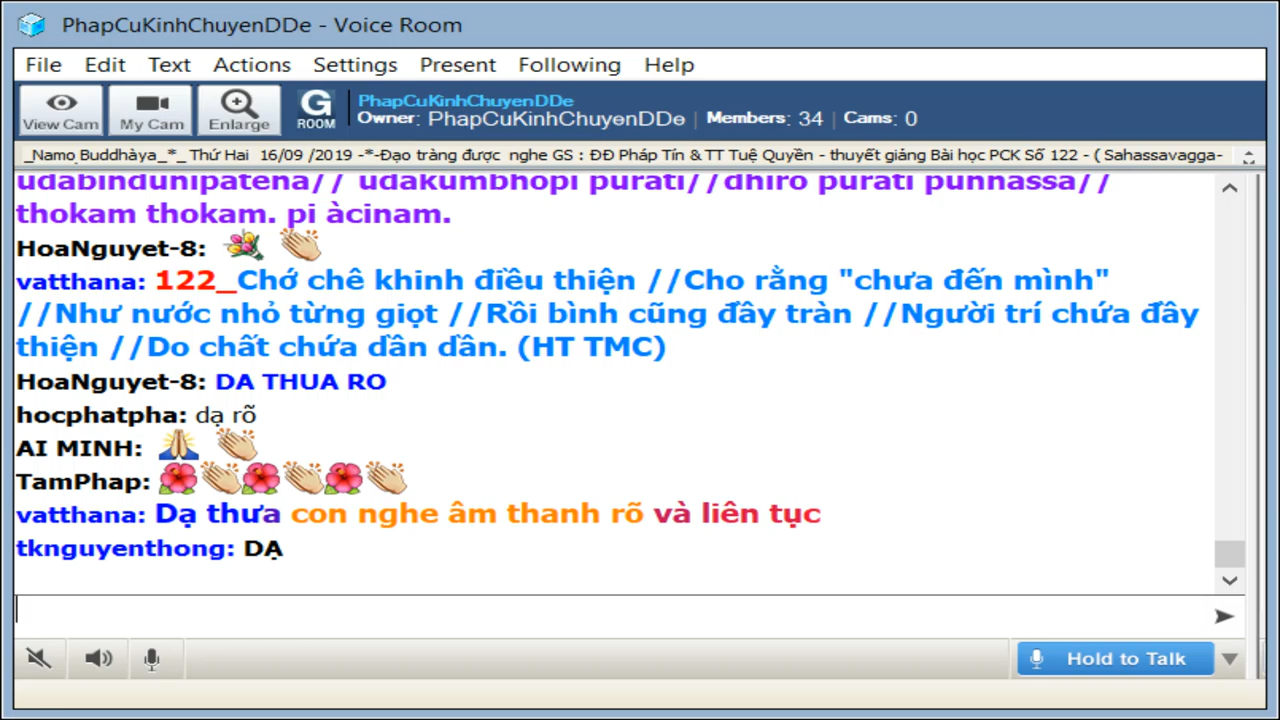 PhapCuKinhChuyenDDe - Voice Room
File Edit Text Actions Settings Present Following Help
View Cam My Cam Enlarge G ROOM
PhapCuKinhChuyenDDe
Owner: PhapCuKinhChuyenDDe | Members: 34 | Cams: 0
_Namo Buddhàya_*_ Thứ Hai 16/09 /2019 -*-Đạo tràng được nghe GS : ĐĐ Pháp Tín & TT Tuệ Quyền - thuyết giảng Bài học PCK Số 122 - ( Sahassavagga-
udabindunipatena// udakumbhopi purati//dhiro purati punnassa//
thokam thokam. pi àcinam.
HoaNguyet-8:
vatthana: 122_Chớ chê khinh điều thiện //Cho rằng "chưa đến mình"
//Như nước nhỏ từng giọt //Rồi bình cũng đầy tràn //Người trí chứa đầy
thiện //Do chất chứa dần dần. (HT TMC)
HoaNguyet-8: DA THUA RO
hocphatpha: dạ rõ
AI MINH:
TamPhap:
vatthana: Dạ thưa con nghe âm thanh rõ và liên tục
tknguyenthong: DẠ
Hold to Talk